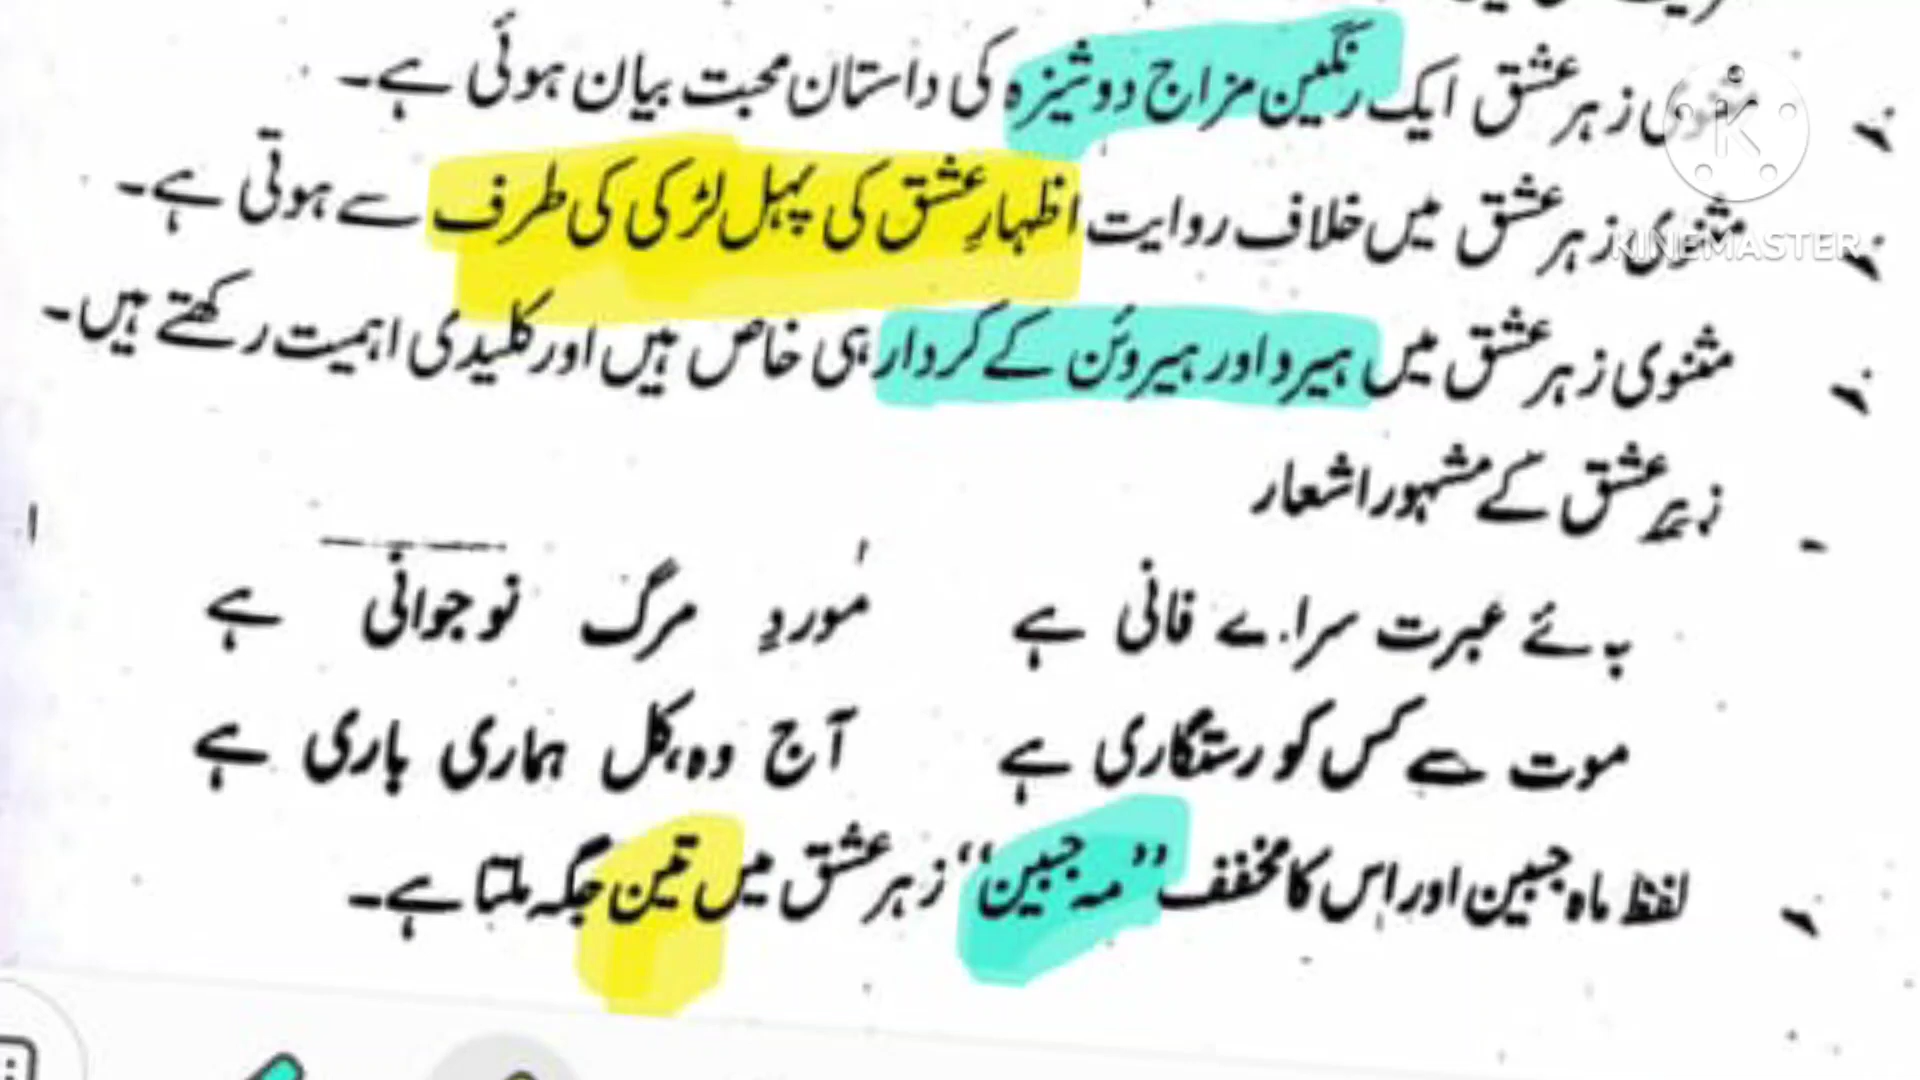 مثنوی زہر عشق ایک رنگین مزاج دوشیزہ کی داستان محبت بیان ہوئی ہے۔
مثنوی زہر عشق میں خلاف روایت اظہارِ عشق کی پہل لڑکی کی طرف سے ہوتی ہے۔
KINEMASTER
مثنوی زہر عشق میں ہیرو اور ہیروئن کے کردار ہی خاص ہیں اور کلیدی اہمیت رکھتے ہیں۔
زہرِ عشق کے مشہور اشعار
پئے عبرت سرائے فانی ہے مُوردِ مرگ نوجوانی ہے
موت سے کس کو رستگاری ہے آج وہ، کل ہماری باری ہے
لفظ ماہ جبین اور اس کا مخفف ”مہ جبین“ زہر عشق میں تین جگہ ملتا ہے۔